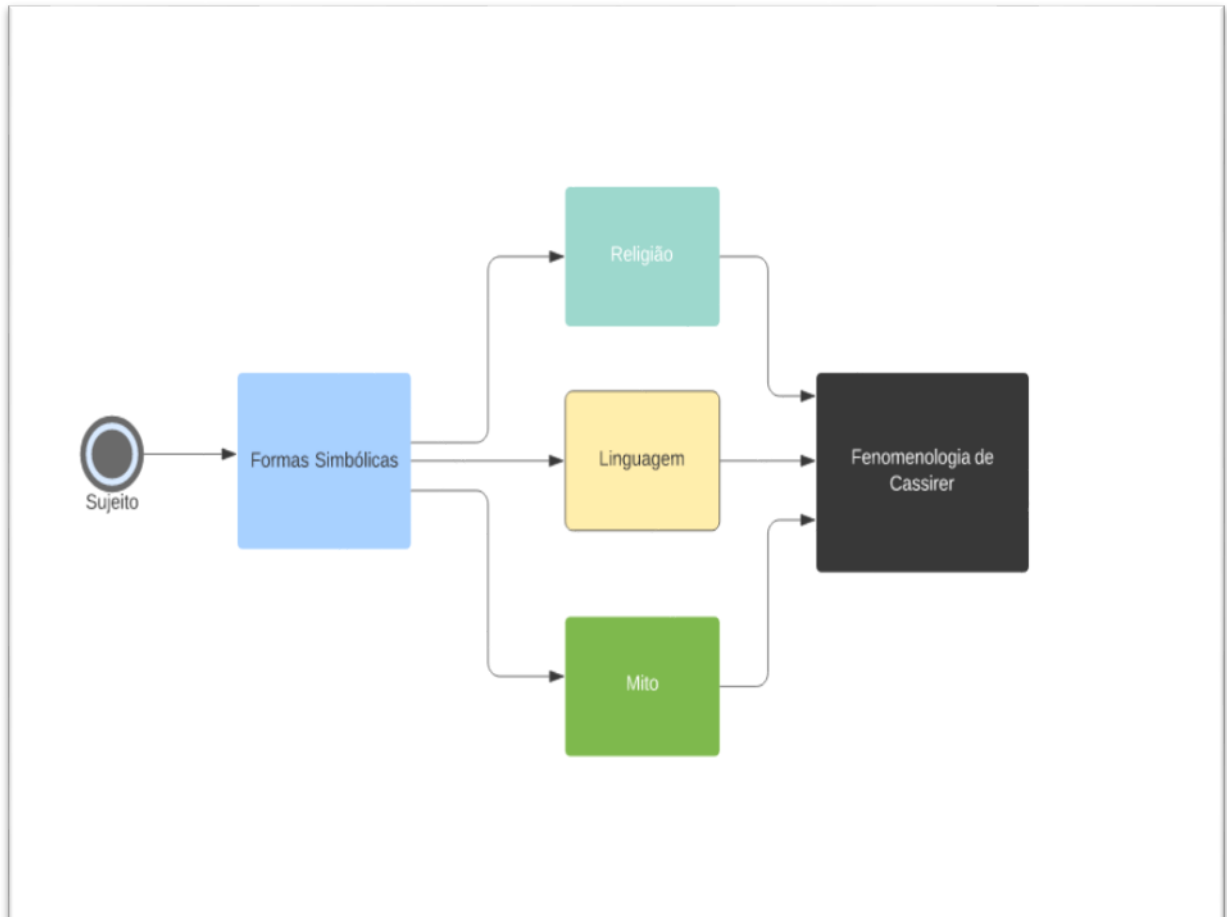 Religião
Sujeito
Formas Simbólicas
Linguagem
Fenomenologia de
Cassirer
Mito